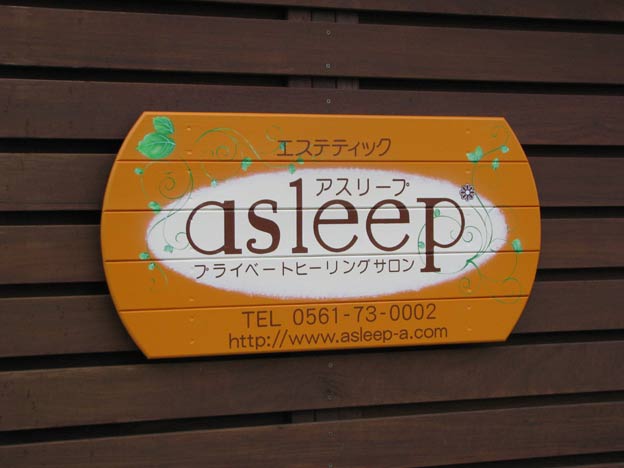 エステティック
アスリープ
asleep
プライベートヒーリングサロン
TEL 0561-73-0002
http://www.asleep-a.com